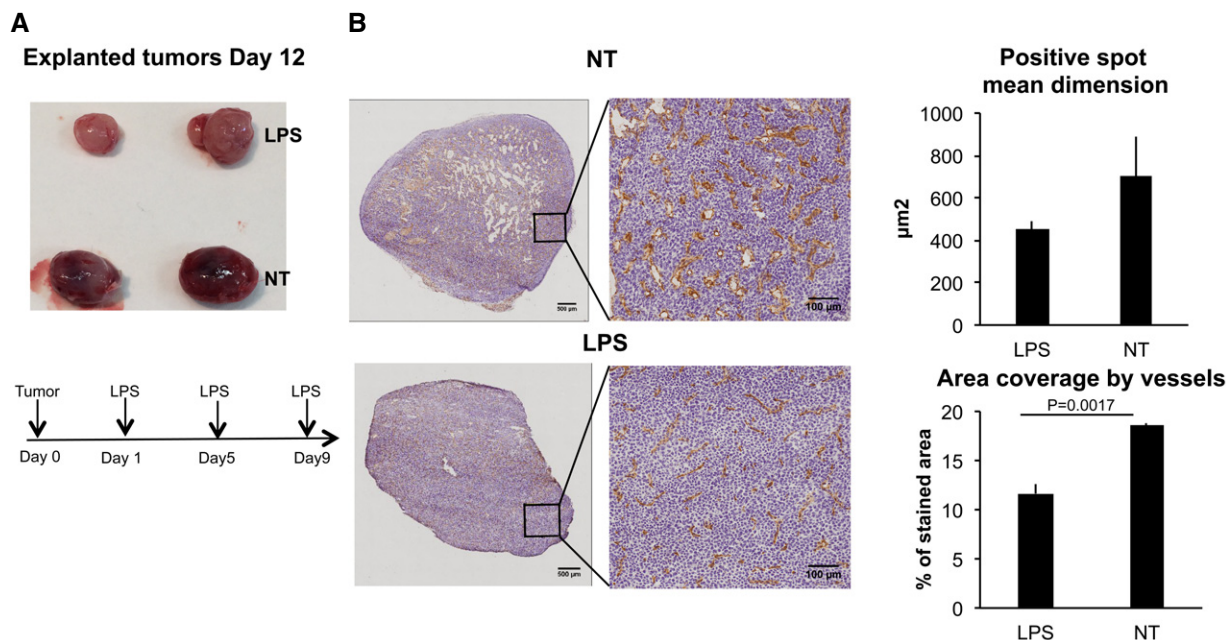 A
Explanted tumors Day 12
LPS
NT
Tumor LPS LPS LPS
Day 0 Day 1 Day5 Day9
B
NT
500 µm
100 µm
LPS
500 µm
100 µm
Positive spot
mean dimension
µm2
1000
800
600
400
200
0
LPS NT
Area coverage by vessels
P=0.0017
% of stained area
20
15
10
5
0
LPS NT